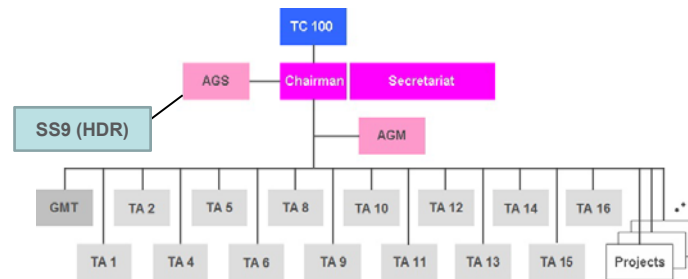 TC 100
AGS
Chairman
Secretariat
SS9 (HDR)
AGM
GMT
TA 2
TA 5
TA 8
TA 10
TA 12
TA 14
TA 16
TA 1
TA 4
TA 6
TA 9
TA 11
TA 13
TA 15
Projects